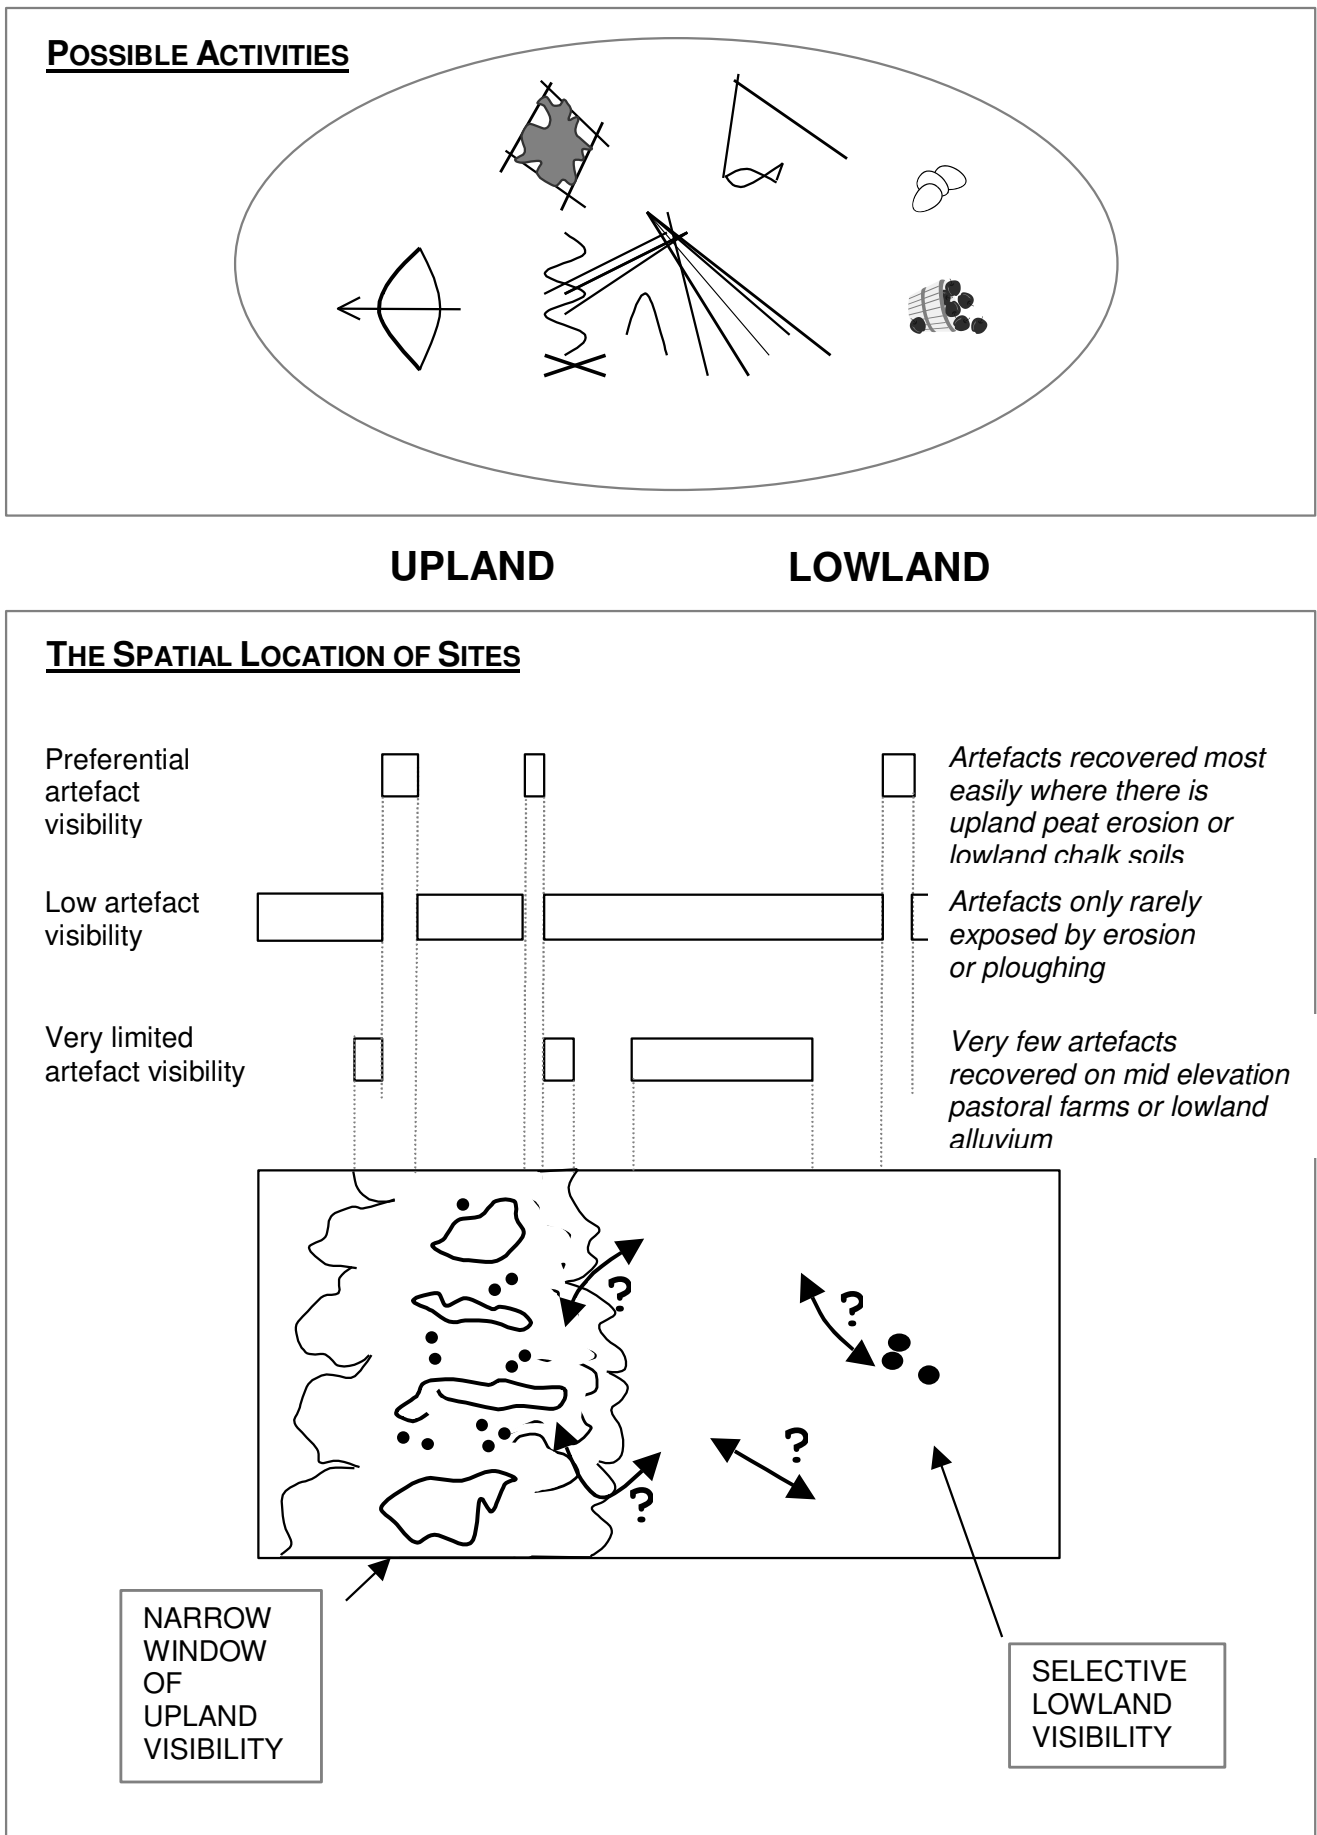 POSSIBLE ACTIVITIES
UPLAND LOWLAND
THE SPATIAL LOCATION OF SITES
Preferential
artefact
visibility
Artefacts recovered most
easily where there is
upland peat erosion or
lowland chalk soils
Low artefact
visibility
Artefacts only rarely
exposed by erosion
or ploughing
Very limited
artefact visibility
Very few artefacts
recovered on mid elevation
pastoral farms or lowland
alluvium
?
?
?
?
NARROW
WINDOW
OF
UPLAND
VISIBILITY
SELECTIVE
LOWLAND
VISIBILITY